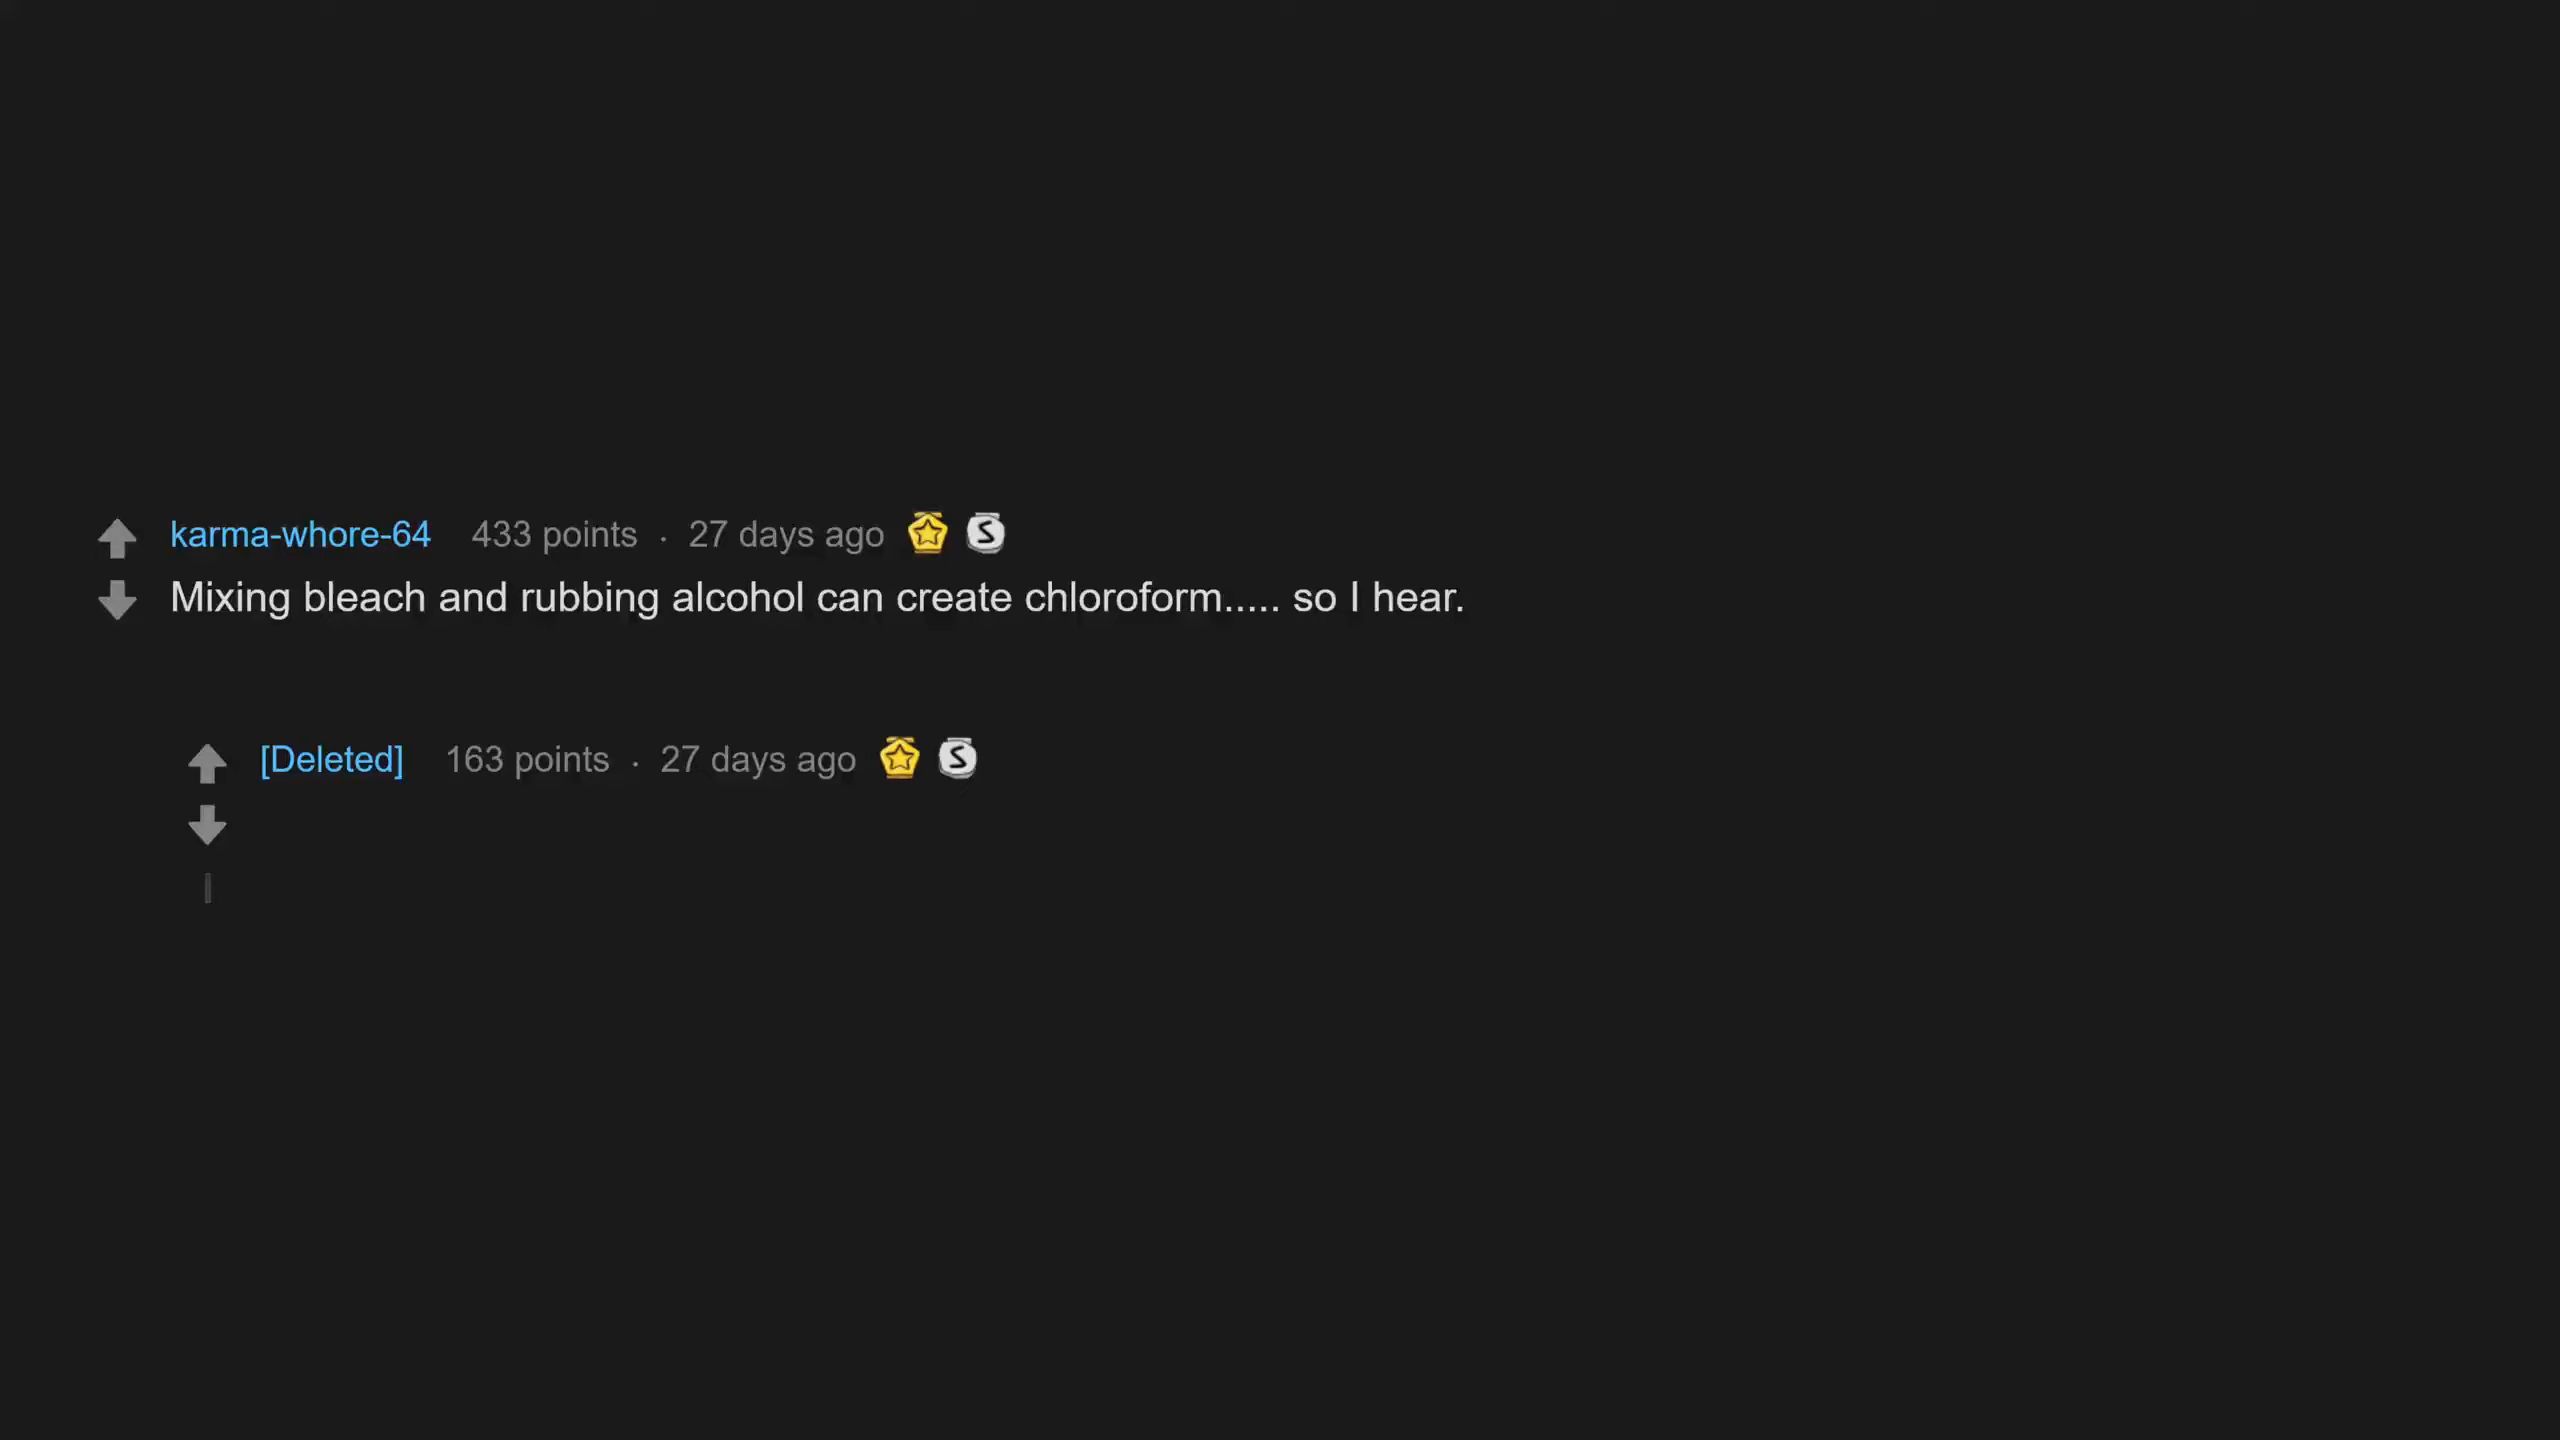 karma-whore-64 433 points . 27 days ago
Mixing bleach and rubbing alcohol can create chloroform..... so I hear.
[Deleted] 163 points . 27 days ago